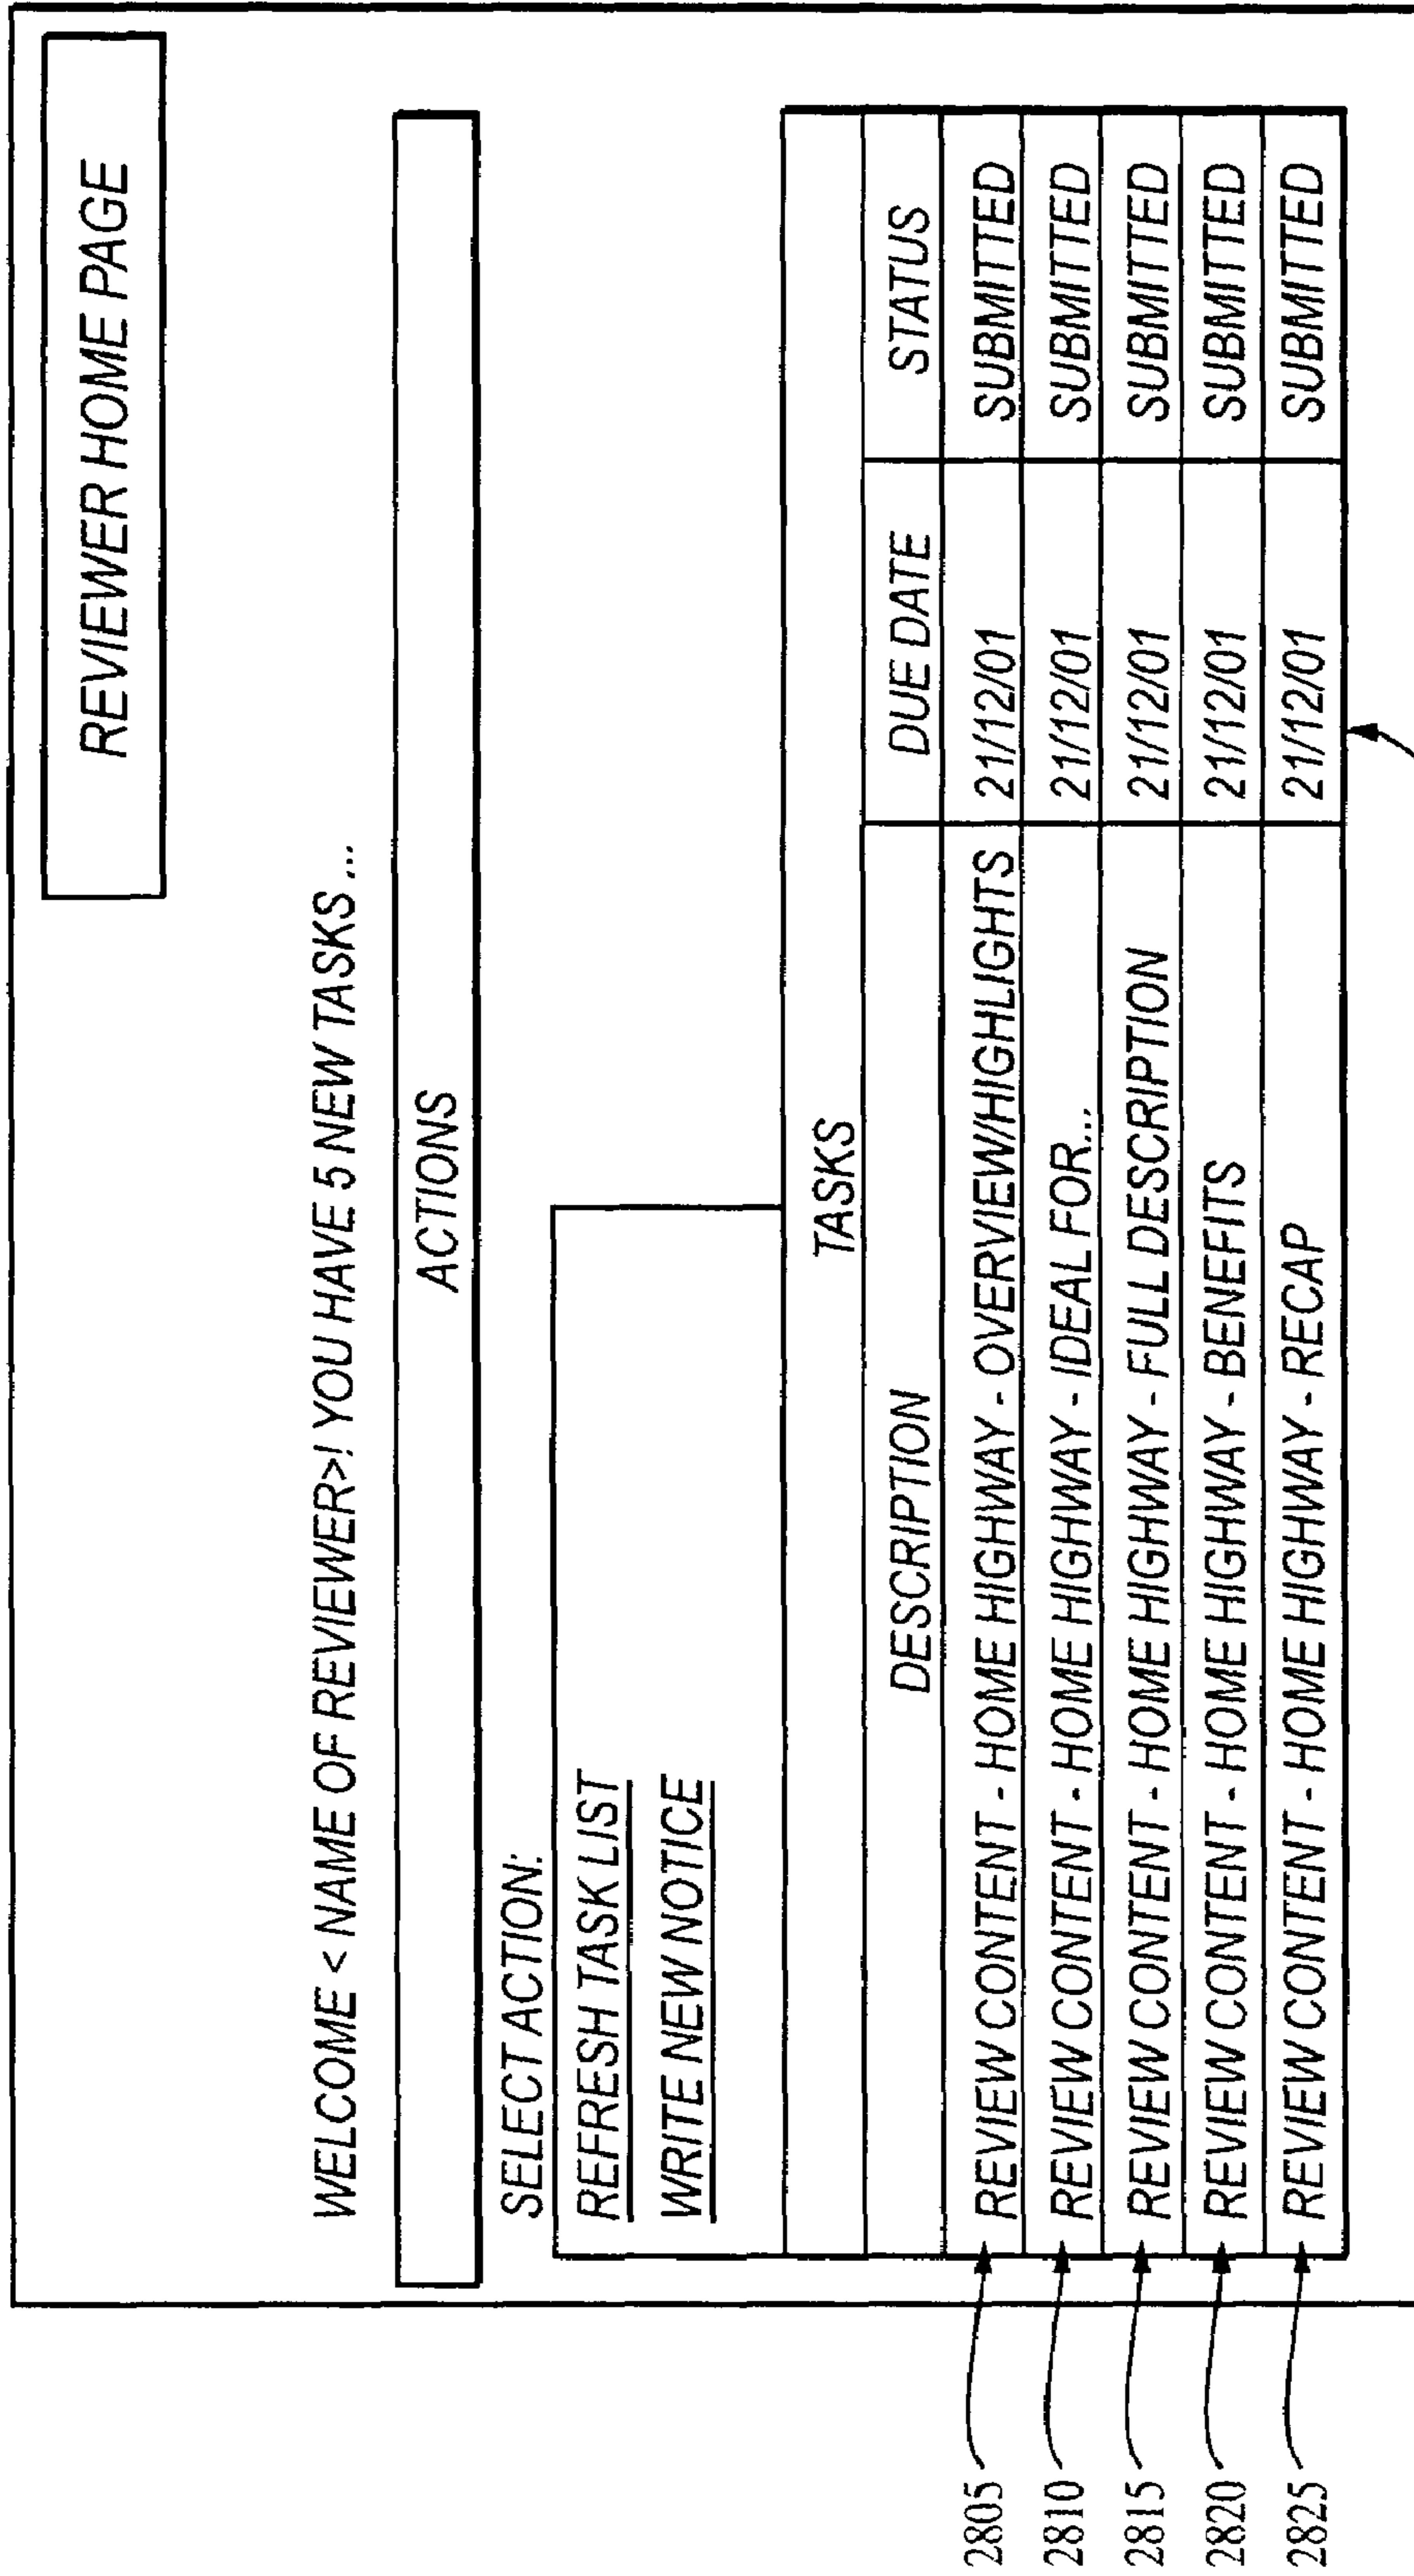 REVIEWER HOME PAGE
WELCOME < NAME OF REVIEWER>! YOU HAVE 5 NEW TASKS...
ACTIONS
SELECT ACTION:
REFRESH TASK LIST
WRITE NEW NOTICE
TASKS
DESCRIPTION DUE DATE STATUS
2805 REVIEW CONTENT - HOME HIGHWAY - OVERVIEW/HIGHLIGHTS 21/12/01 SUBMITTED
2810 REVIEW CONTENT - HOME HIGHWAY - IDEAL FOR... 21/12/01 SUBMITTED
2815 REVIEW CONTENT - HOME HIGHWAY - FULL DESCRIPTION 21/12/01 SUBMITTED
2820 REVIEW CONTENT - HOME HIGHWAY - BENEFITS 21/12/01 SUBMITTED
2825 REVIEW CONTENT - HOME HIGHWAY - RECAP 21/12/01 SUBMITTED